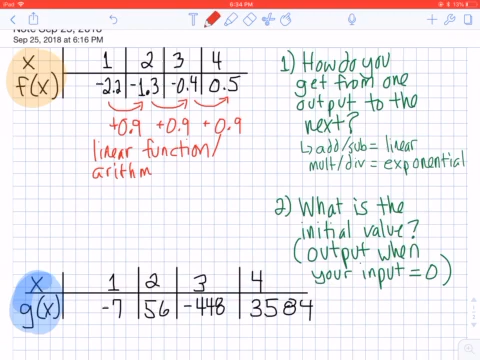 iPad
6:34 PM
13%
Note Sep 25, 2018
Sep 25, 2018 at 6:16 PM
x 1 2 3 4
f(x) -2.2 -1.3 -0.4 0.5
+0.9 +0.9 +0.9
linear function/
arithm
1) How do you
get from one
output to the
next?
↳ add/sub = linear
mult/div = exponential
2) What is the
initial value?
(output when
your input = 0)
x 1 2 3 4
g(x) -7 56 -448 3584